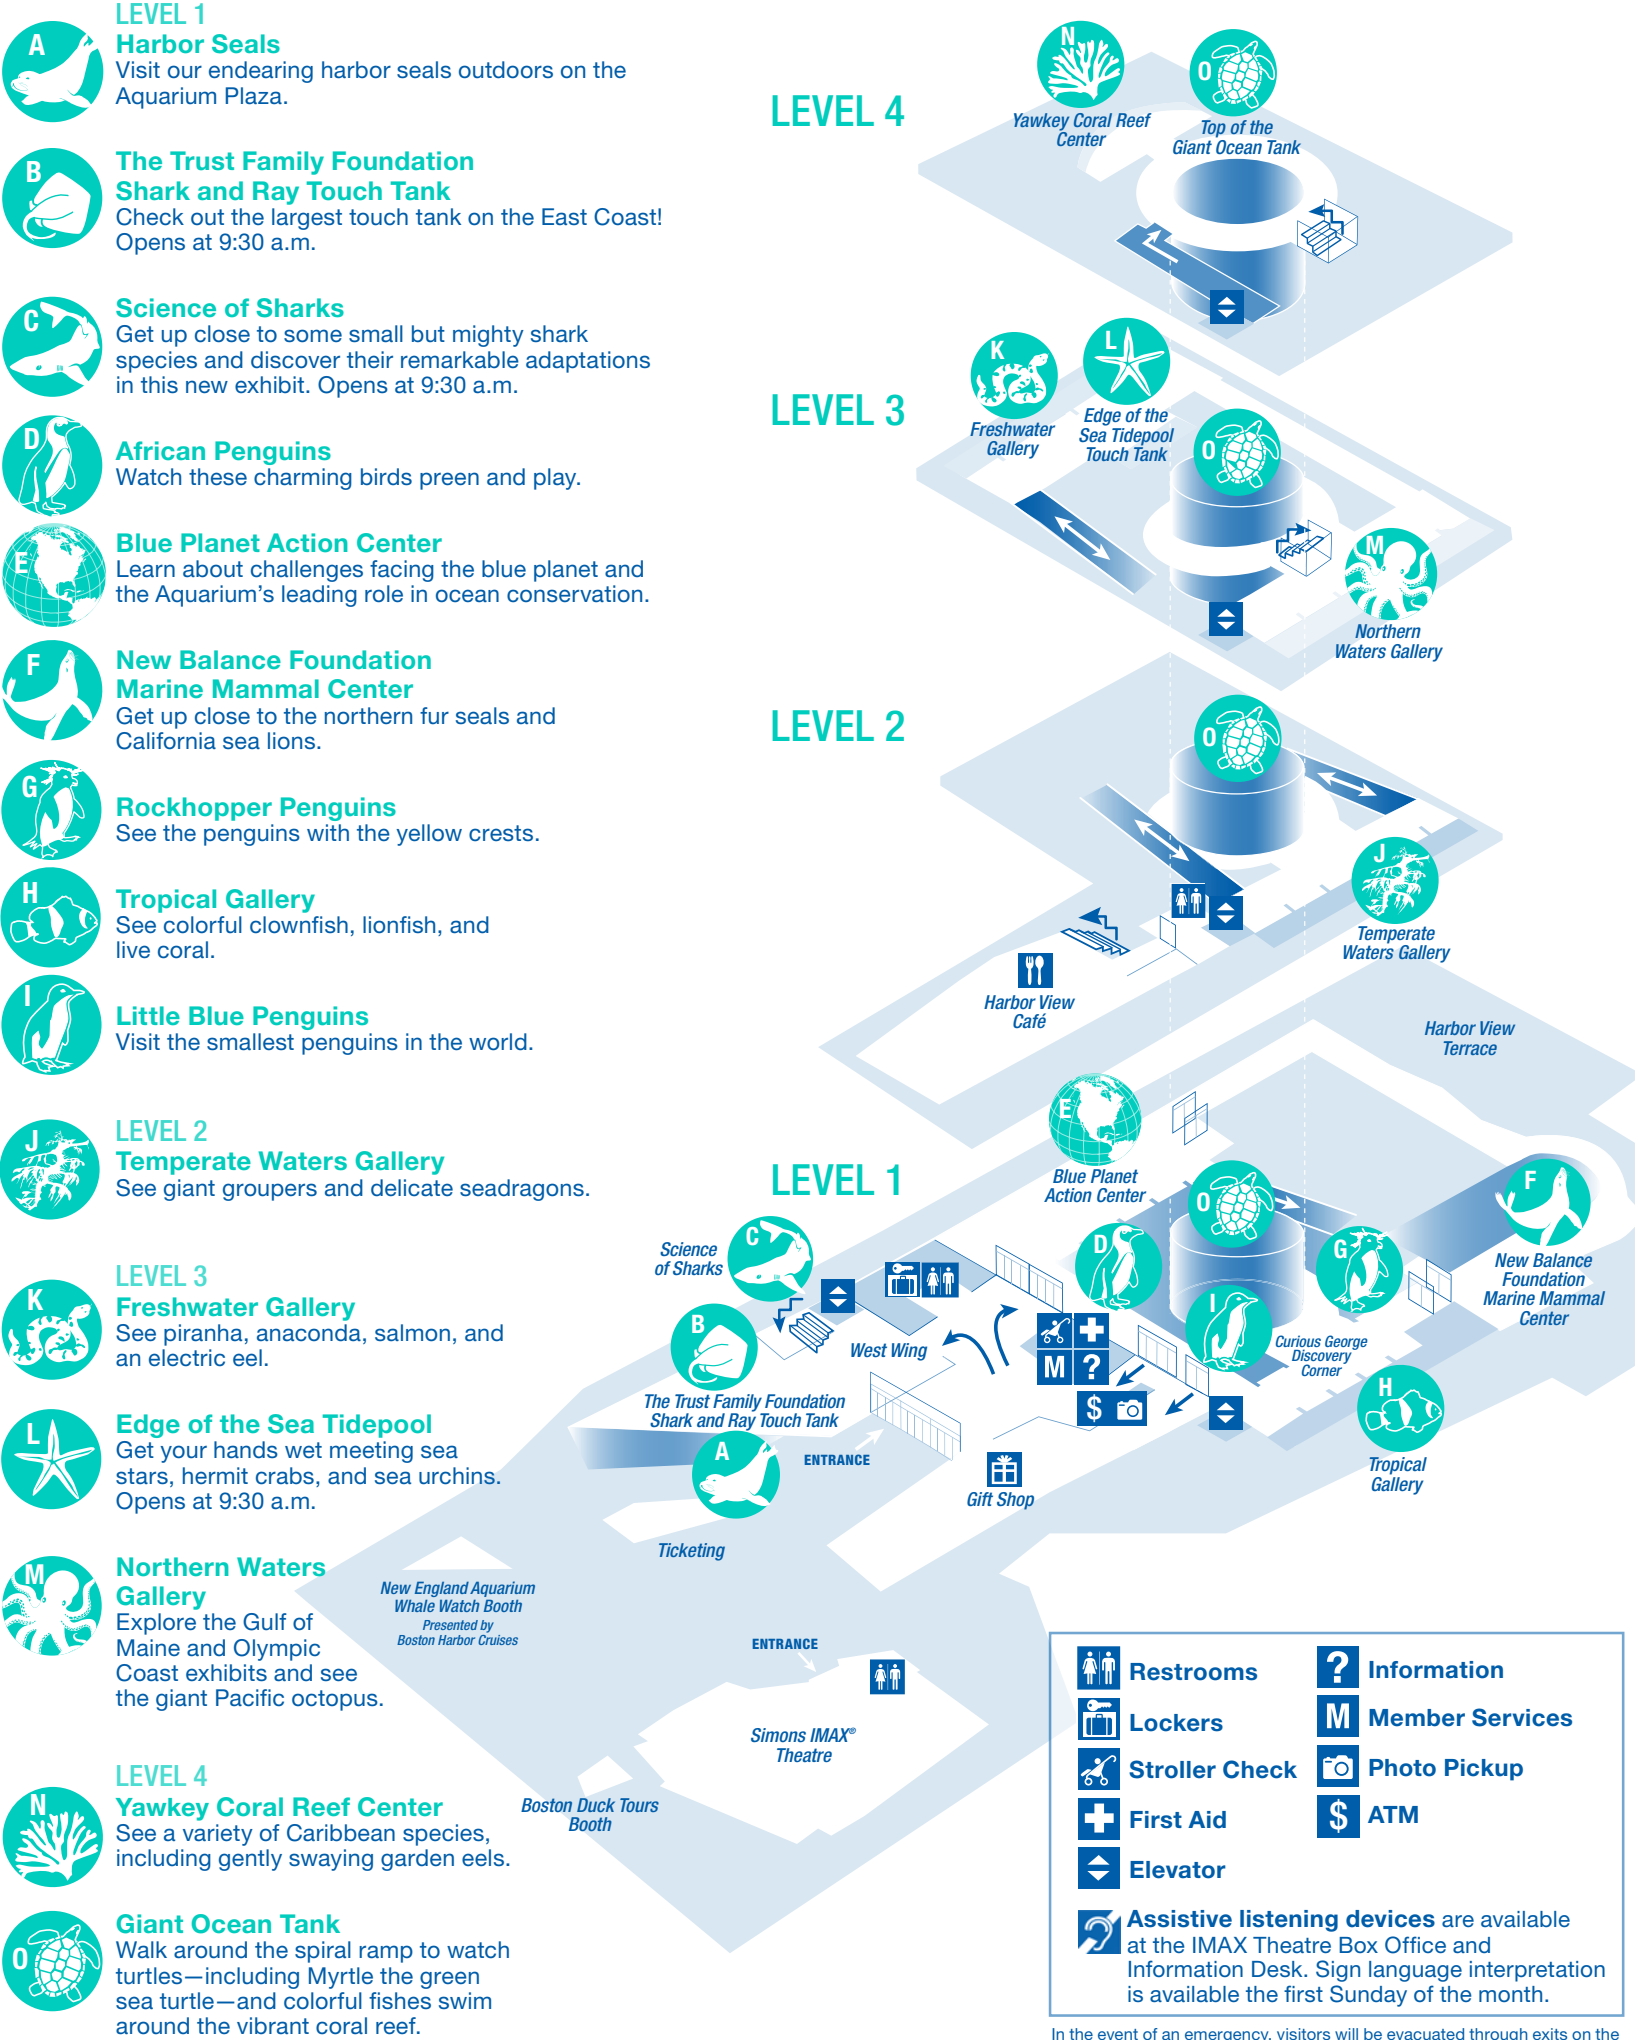 LEVEL 1
A
Harbor Seals
Visit our endearing harbor seals outdoors on the
Aquarium Plaza.
B
The Trust Family Foundation
Shark and Ray Touch Tank
Check out the largest touch tank on the East Coast!
Opens at 9:30 a.m.
C
Science of Sharks
Get up close to some small but mighty shark
species and discover their remarkable adaptations
in this new exhibit. Opens at 9:30 a.m.
D
African Penguins
Watch these charming birds preen and play.
E
Blue Planet Action Center
Learn about challenges facing the blue planet and
the Aquarium's leading role in ocean conservation.
F
New Balance Foundation
Marine Mammal Center
Get up close to the northern fur seals and
California sea lions.
G
Rockhopper Penguins
See the penguins with the yellow crests.
H
Tropical Gallery
See colorful clownfish, lionfish, and
live coral.
I
Little Blue Penguins
Visit the smallest penguins in the world.
LEVEL 2
J
Temperate Waters Gallery
See giant groupers and delicate seadragons.
LEVEL 3
K
Freshwater Gallery
See piranha, anaconda, salmon, and
an electric eel.
L
Edge of the Sea Tidepool
Get your hands wet meeting sea
stars, hermit crabs, and sea urchins.
Opens at 9:30 a.m.
M
Northern Waters
Gallery
Explore the Gulf of
Maine and Olympic
Coast exhibits and see
the giant Pacific octopus.
LEVEL 4
N
Yawkey Coral Reef Center
See a variety of Caribbean species,
including gently swaying garden eels.
O
Giant Ocean Tank
Walk around the spiral ramp to watch
turtles—including Myrtle the green
sea turtle—and colorful fishes swim
around the vibrant coral reef.
LEVEL 4
N
Yawkey Coral Reef
Center
O
Top of the
Giant Ocean Tank
LEVEL 3
K
Freshwater
Gallery
L
Edge of the
Sea Tidepool
Touch Tank
O
M
Northern
Waters Gallery
LEVEL 2
O
J
Temperate
Waters Gallery
Harbor View
Café
Harbor View
Terrace
LEVEL 1
E
Blue Planet
Action Center
O
F
New Balance
Foundation
Marine Mammal
Center
D
G
I
Curious George
Discovery
Corner
H
Tropical
Gallery
C
Science
of Sharks
B
The Trust Family Foundation
Shark and Ray Touch Tank
West Wing
M ?
$
A
ENTRANCE
Gift Shop
Ticketing
New England Aquarium
Whale Watch Booth
Presented by
Boston Harbor Cruises
ENTRANCE
Simons IMAX®
Theatre
Boston Duck Tours
Booth
Restrooms
Lockers
Stroller Check
First Aid
Elevator
? Information
M Member Services
Photo Pickup
$ ATM
Assistive listening devices are available
at the IMAX Theatre Box Office and
Information Desk. Sign language interpretation
is available the first Sunday of the month.
In the event of an emergency, visitors will be evacuated through exits on the